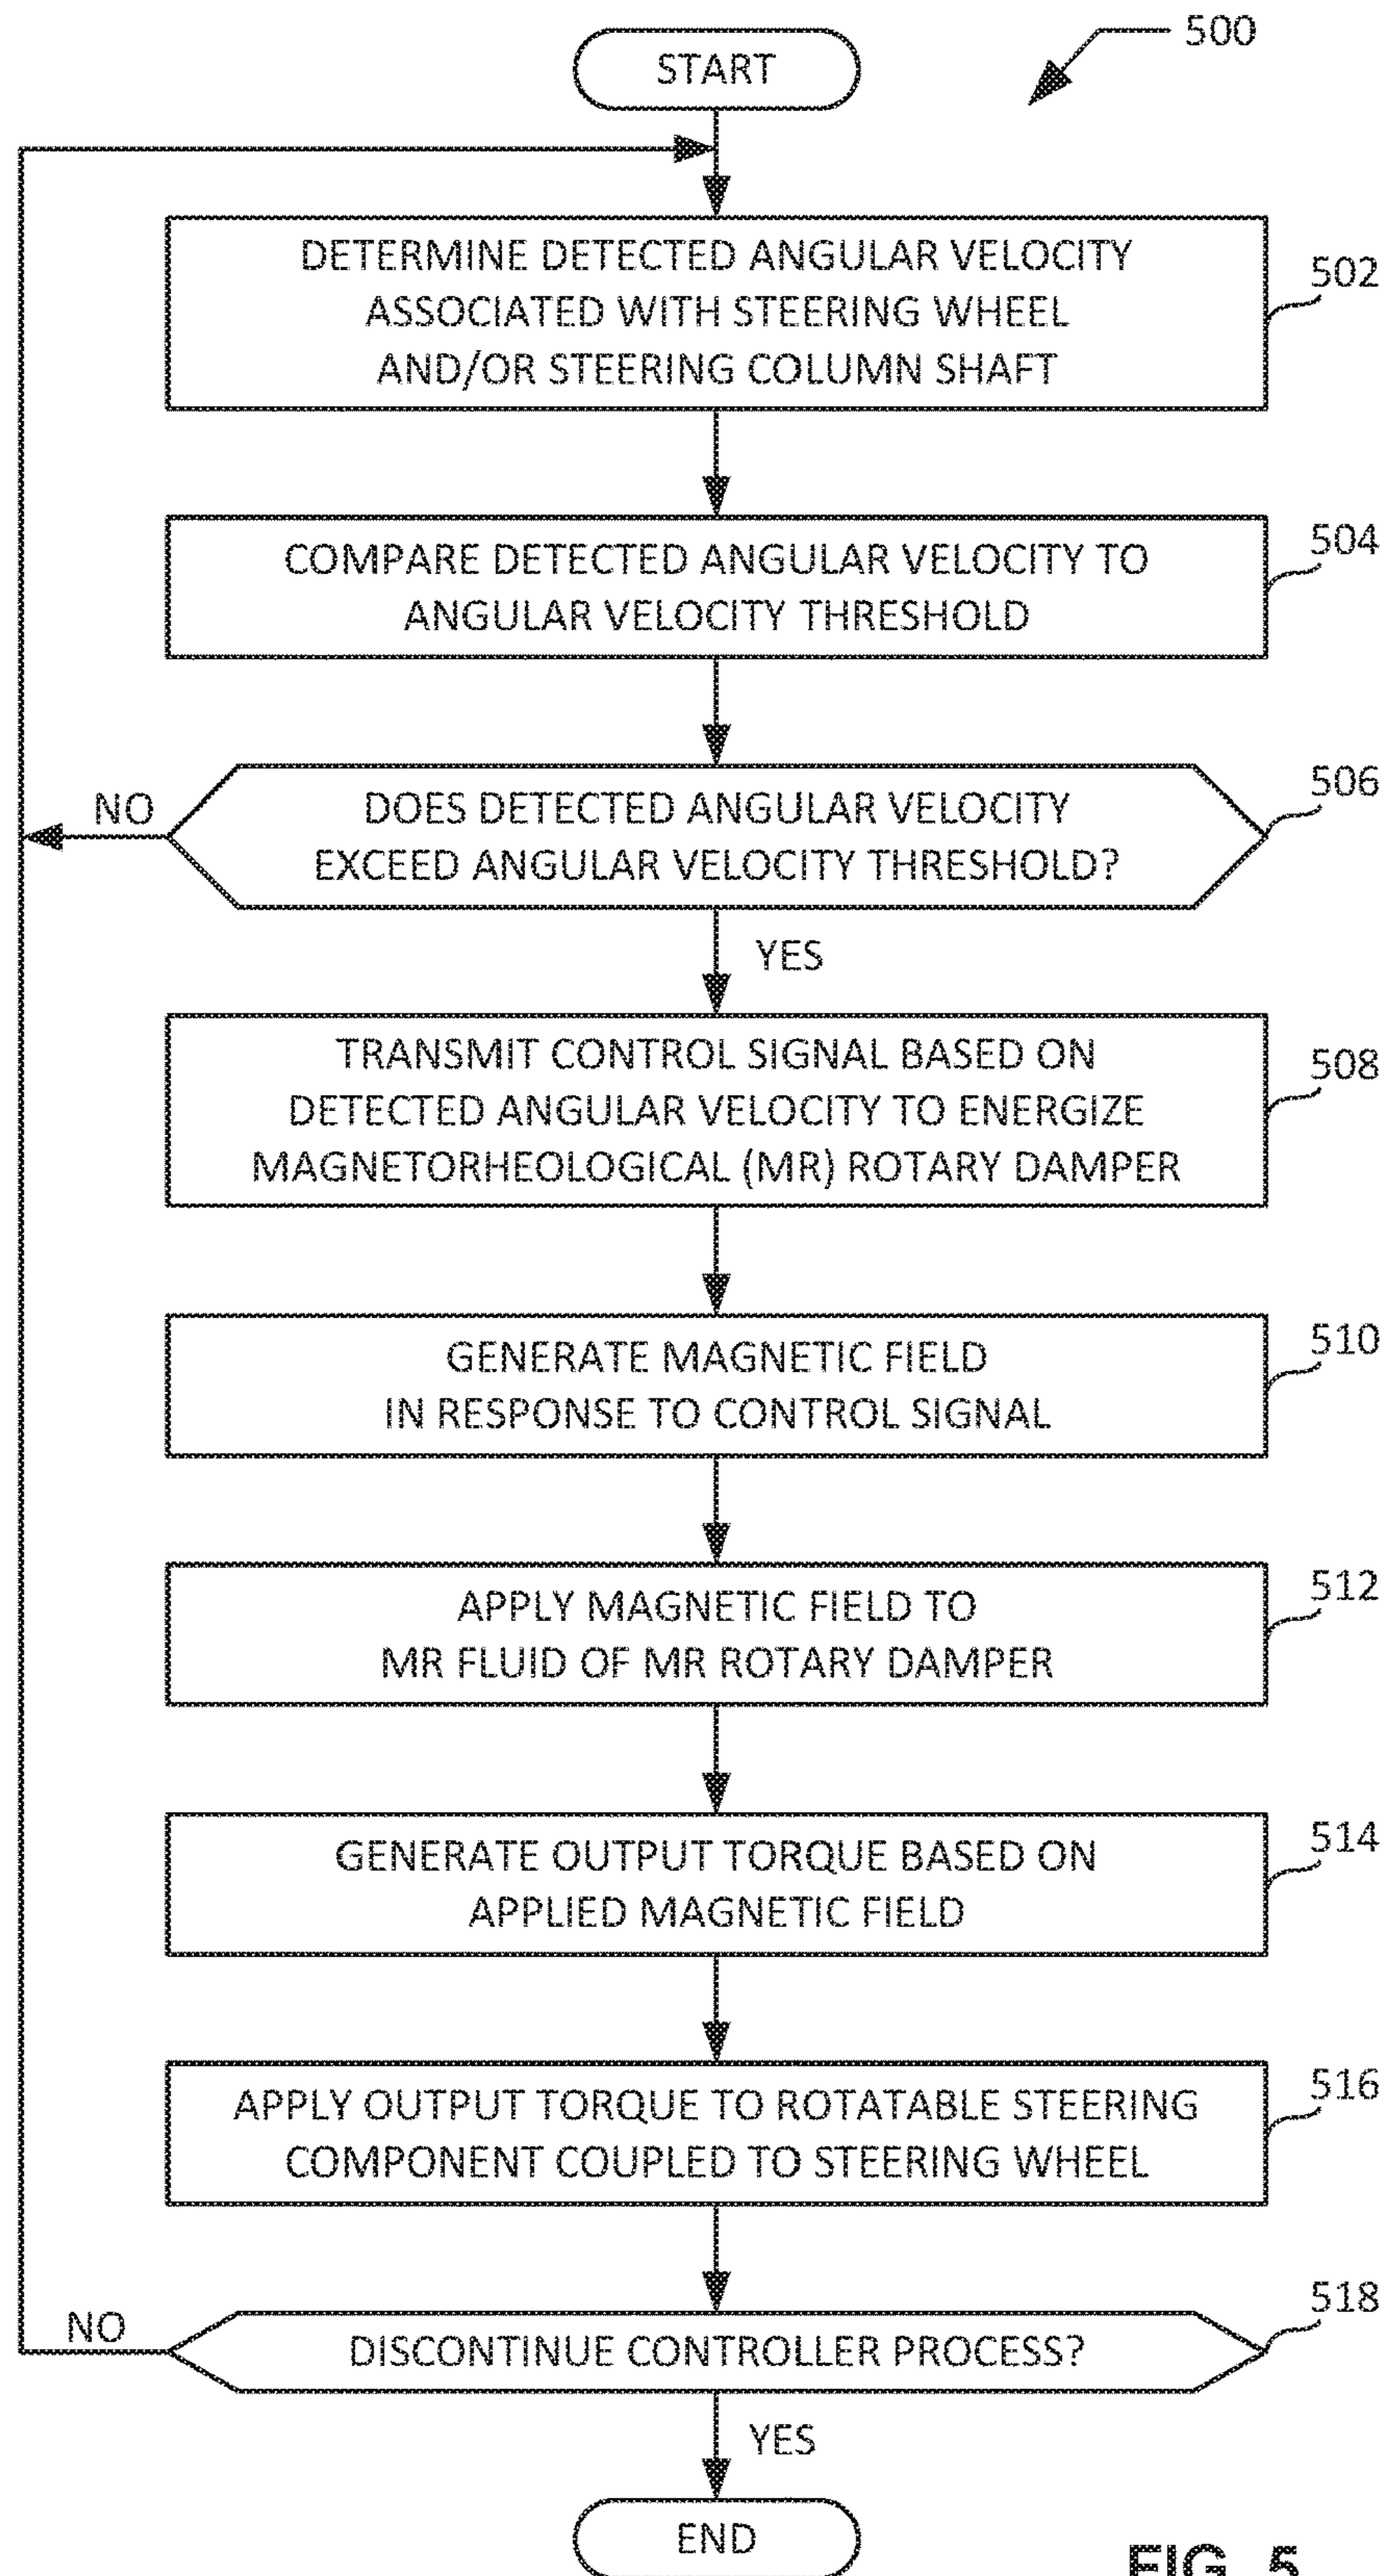 500
START
DETERMINE DETECTED ANGULAR VELOCITY
ASSOCIATED WITH STEERING WHEEL
AND/OR STEERING COLUMN SHAFT
502
COMPARE DETECTED ANGULAR VELOCITY TO
ANGULAR VELOCITY THRESHOLD
504
DOES DETECTED ANGULAR VELOCITY
EXCEED ANGULAR VELOCITY THRESHOLD?
506
NO
YES
TRANSMIT CONTROL SIGNAL BASED ON
DETECTED ANGULAR VELOCITY TO ENERGIZE
MAGNETORHEOLOGICAL (MR) ROTARY DAMPER
508
GENERATE MAGNETIC FIELD
IN RESPONSE TO CONTROL SIGNAL
510
APPLY MAGNETIC FIELD TO
MR FLUID OF MR ROTARY DAMPER
512
GENERATE OUTPUT TORQUE BASED ON
APPLIED MAGNETIC FIELD
514
APPLY OUTPUT TORQUE TO ROTATABLE STEERING
COMPONENT COUPLED TO STEERING WHEEL
516
DISCONTINUE CONTROLLER PROCESS?
518
NO
YES
END
FIG. 5